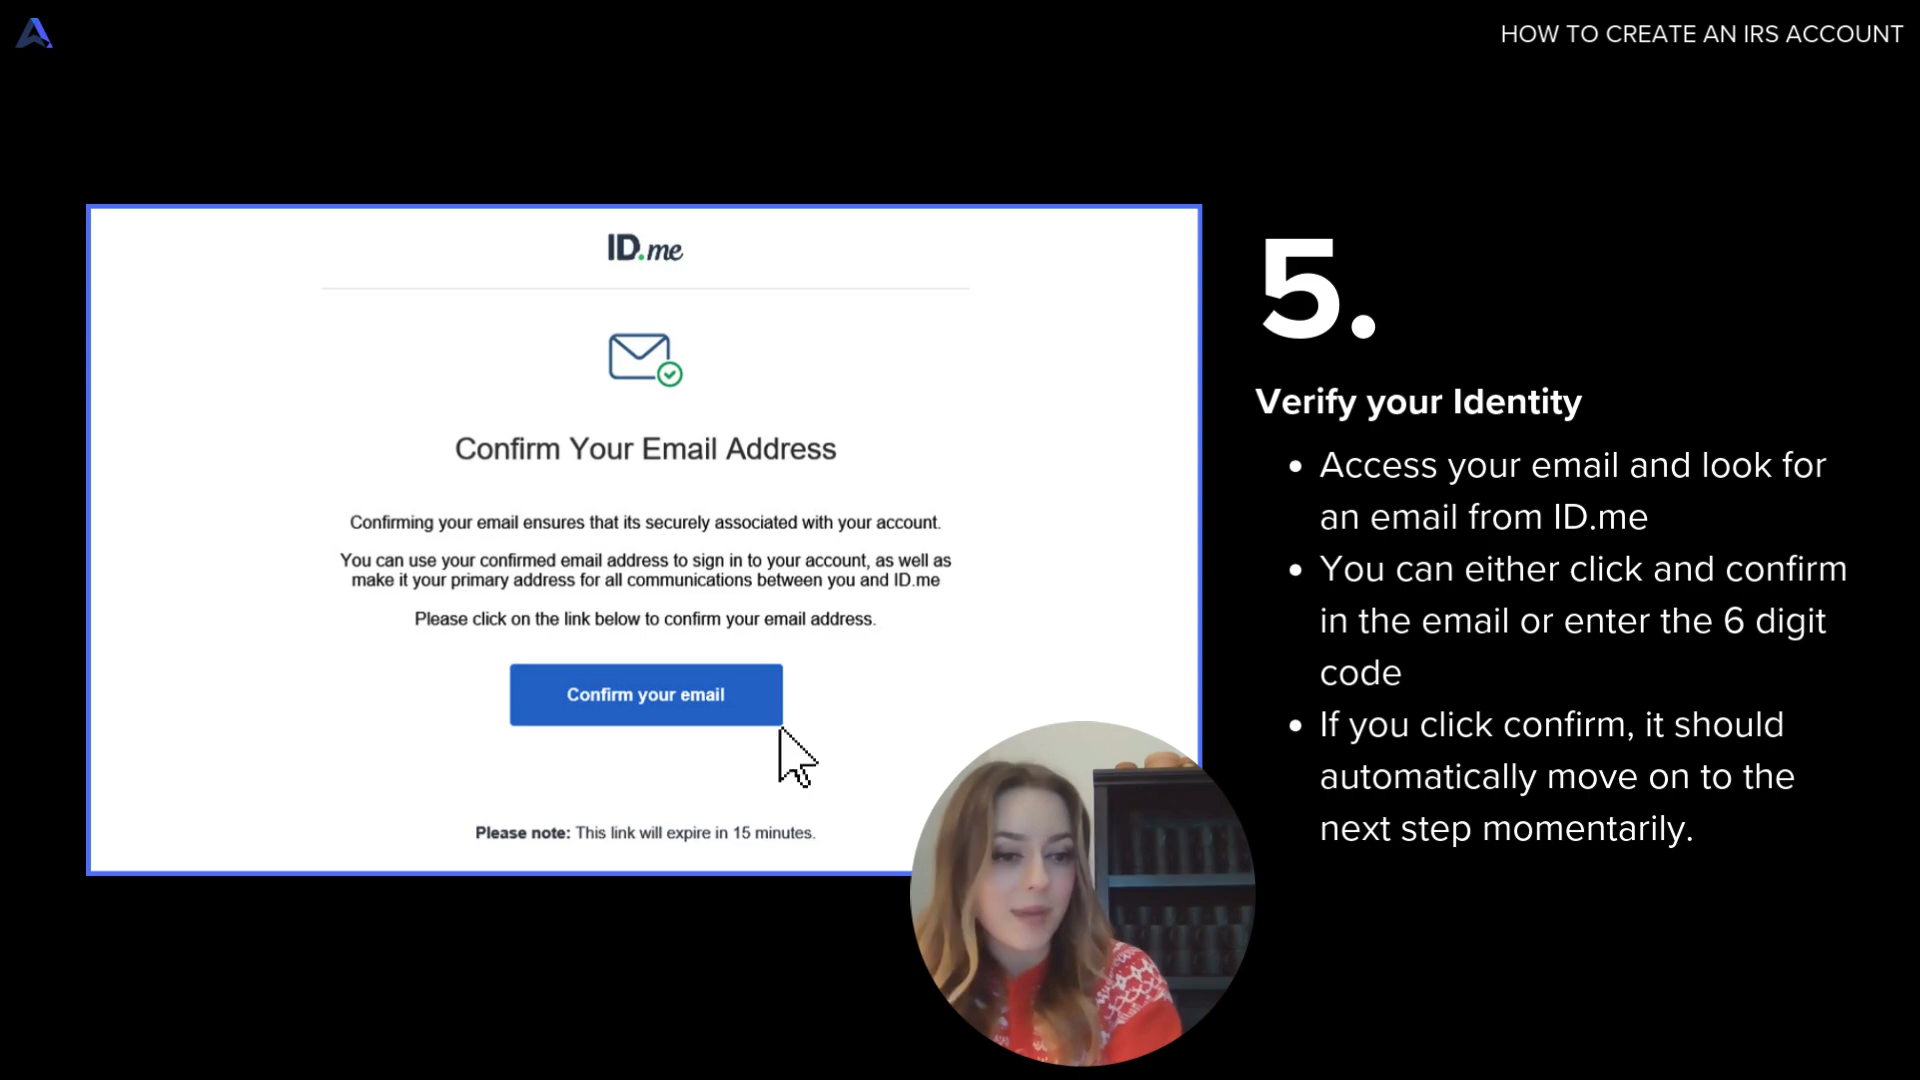 HOW TO CREATE AN IRS ACCOUNT
ID.me
Confirm Your Email Address
Confirming your email ensures that its securely associated with your account.
You can use your confirmed email address to sign in to your account, as well as
make it your primary address for all communications between you and ID.me
Please click on the link below to confirm your email address.
Confirm your email
Please note: This link will expire in 15 minutes.
5.
Verify your Identity
• Access your email and look for
an email from ID.me
• You can either click and confirm
in the email or enter the 6 digit
code
• If you click confirm, it should
automatically move on to the
next step momentarily.